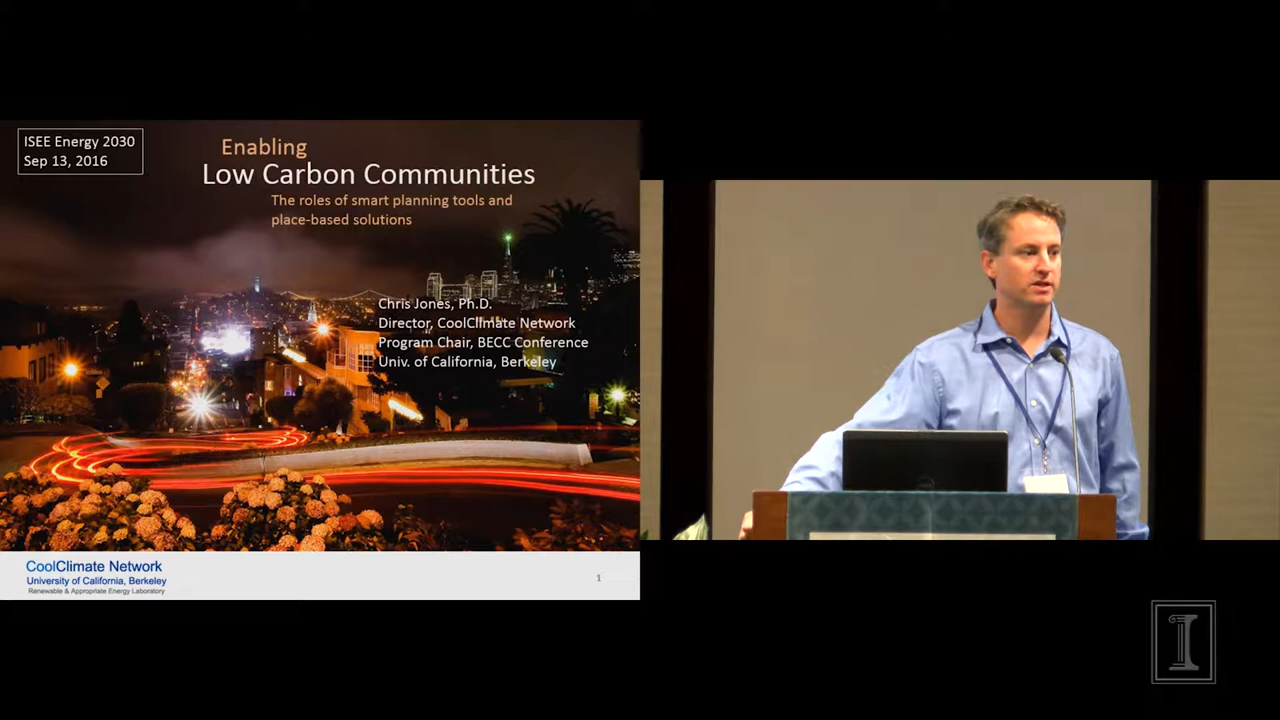 ISEE Energy 2030
Sep 13, 2016
Enabling
Low Carbon Communities
The roles of smart planning tools and
place-based solutions
Chris Jones, Ph.D.
Director, CoolClimate Network
Program Chair, BECC Conference
Univ. of California, Berkeley
CoolClimate Network
University of California, Berkeley
Renewable & Appropriate Energy Laboratory
1
I